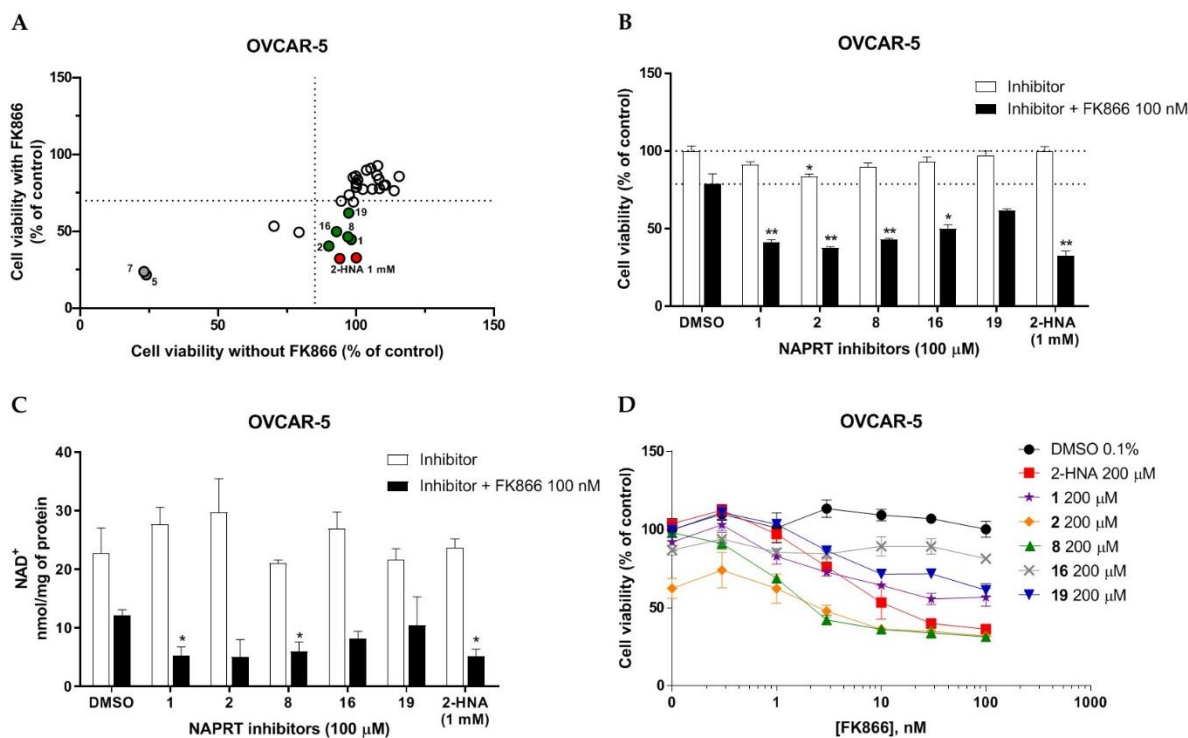 A
OVCAR-5
Cell viability with FK866
(% of control)
150
100
50
0
19
16
8
1
2
2-HNA 1 mM
7
5
0
50
100
150
Cell viability without FK866 (% of control)
B
OVCAR-5
Inhibitor
Inhibitor + FK866 100 nM
Cell viability (% of control)
150
100
50
0
*
**
**
**
*
**
DMSO
1
2
8
16
19
2-HNA
(1 mM)
NAPRT inhibitors (100 μM)
C
OVCAR-5
Inhibitor
Inhibitor + FK866 100 nM
NAD+
nmol/mg of protein
40
30
20
10
0
*
*
*
DMSO
1
2
8
16
19
2-HNA
(1 mM)
NAPRT inhibitors (100 μM)
D
OVCAR-5
Cell viability (% of control)
150
100
50
0
DMSO 0.1%
2-HNA 200 μM
1 200 μM
2 200 μM
8 200 μM
16 200 μM
19 200 μM
0
1
10
100
1000
[FK866], nM